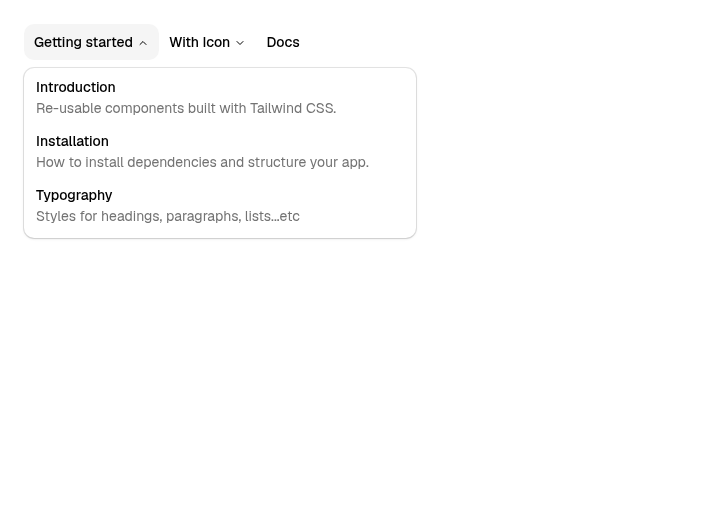 Getting started
With Icon
Docs
Introduction
Re-usable components built with Tailwind CSS.
Installation
How to install dependencies and structure your app.
Typography
Styles for headings, paragraphs, lists...etc